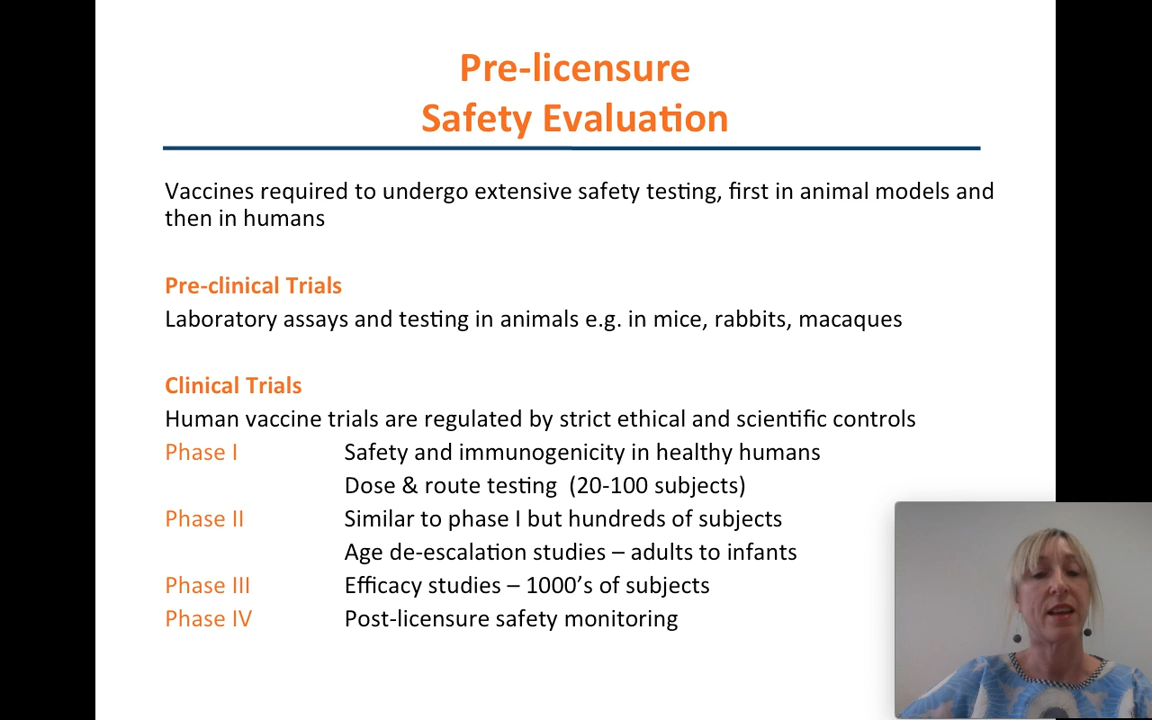 Pre-licensure
Safety Evaluation
Vaccines required to undergo extensive safety testing, first in animal models and
then in humans
Pre-clinical Trials
Laboratory assays and testing in animals e.g. in mice, rabbits, macaques
Clinical Trials
Human vaccine trials are regulated by strict ethical and scientific controls
Phase I Safety and immunogenicity in healthy humans
Dose & route testing (20-100 subjects)
Phase II Similar to phase I but hundreds of subjects
Age de-escalation studies – adults to infants
Phase III Efficacy studies – 1000’s of subjects
Phase IV Post-licensure safety monitoring